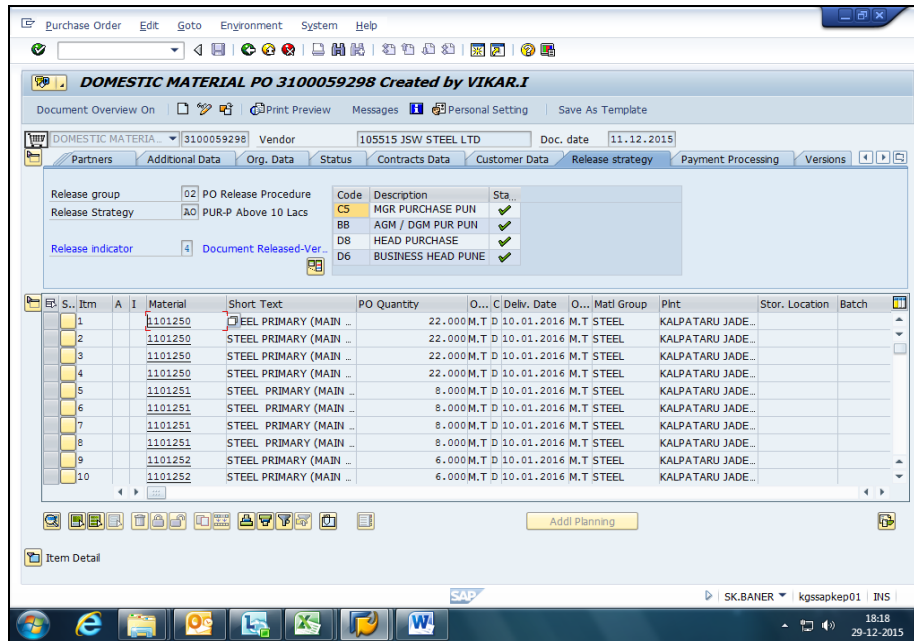 Purchase Order Edit Goto Environment System Help
DOMESTIC MATERIAL PO 3100059298 Created by VIKAR.I
Document Overview On Print Preview Messages Personal Setting Save As Template
DOMESTIC MATERIA... 3100059298 Vendor 105515 JSW STEEL LTD Doc. date 11.12.2015
Partners Additional Data Org. Data Status Contracts Data Customer Data Release strategy Payment Processing Versions
Release group 02 PO Release Procedure
Release Strategy AO PUR-P Above 10 Lacs
Release indicator 4 Document Released-Ver...
Code Description Sta...
C5 MGR PURCHASE PUN
BB AGM / DGM PUR PUN
D8 HEAD PURCHASE
D6 BUSINESS HEAD PUNE
S... Itm A I Material Short Text PO Quantity O... C Deliv. Date O... Matl Group Plnt Stor. Location Batch
1 1101250 EEL PRIMARY (MAIN ... 22.000 M.T D 10.01.2016 M.T STEEL KALPATARU JADE...
2 1101250 STEEL PRIMARY (MAIN ... 22.000 M.T D 10.01.2016 M.T STEEL KALPATARU JADE...
3 1101250 STEEL PRIMARY (MAIN ... 22.000 M.T D 10.01.2016 M.T STEEL KALPATARU JADE...
4 1101250 STEEL PRIMARY (MAIN ... 22.000 M.T D 10.01.2016 M.T STEEL KALPATARU JADE...
5 1101251 STEEL PRIMARY (MAIN ... 8.000 M.T D 10.01.2016 M.T STEEL KALPATARU JADE...
6 1101251 STEEL PRIMARY (MAIN ... 8.000 M.T D 10.01.2016 M.T STEEL KALPATARU JADE...
7 1101251 STEEL PRIMARY (MAIN ... 8.000 M.T D 10.01.2016 M.T STEEL KALPATARU JADE...
8 1101251 STEEL PRIMARY (MAIN ... 8.000 M.T D 10.01.2016 M.T STEEL KALPATARU JADE...
9 1101252 STEEL PRIMARY (MAIN ... 6.000 M.T D 10.01.2016 M.T STEEL KALPATARU JADE...
10 1101252 STEEL PRIMARY (MAIN ... 6.000 M.T D 10.01.2016 M.T STEEL KALPATARU JADE...
Addl Planning
Item Detail
SAP SK.BANER kgssapkep01 INS
18:18
29-12-2015